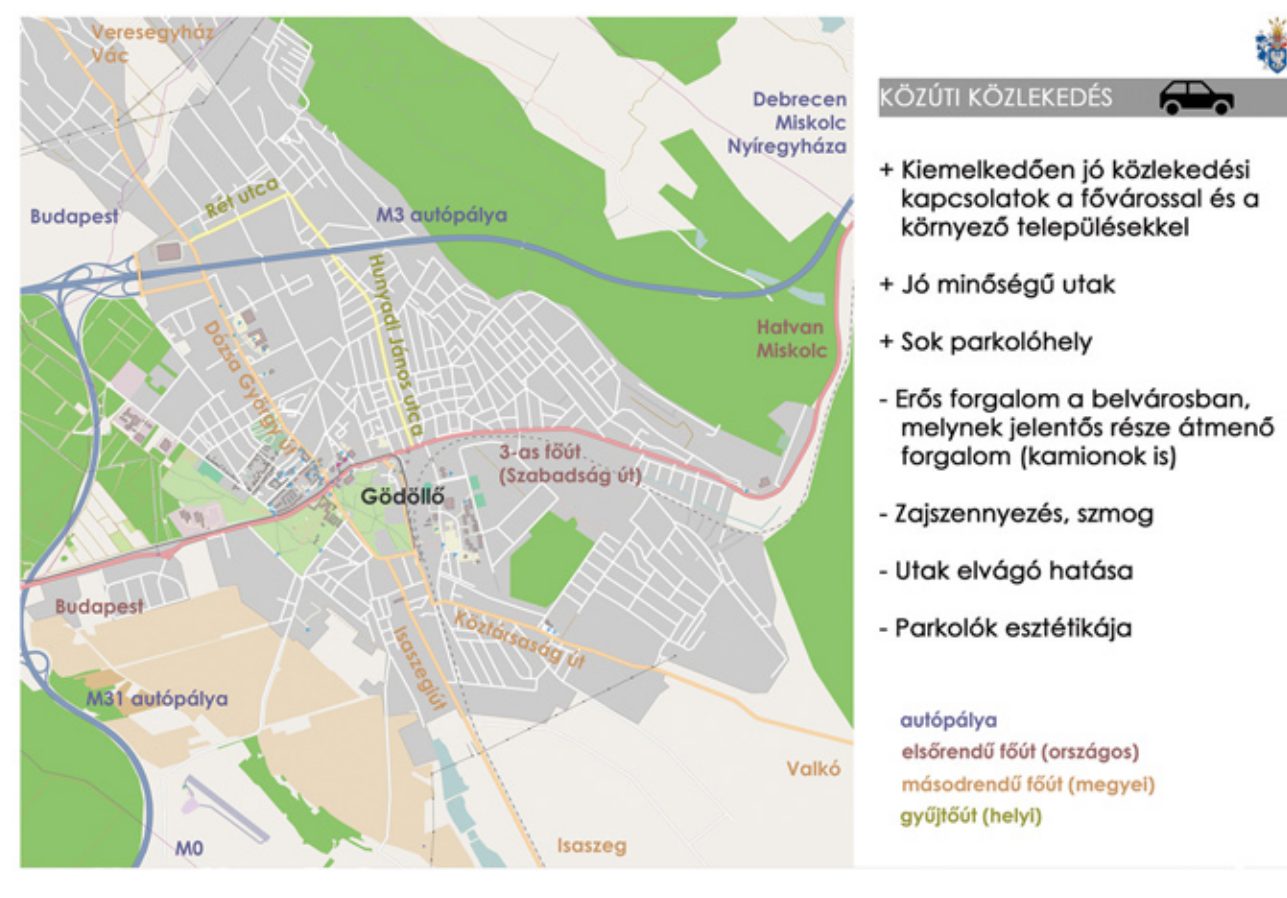 Veresegyház
Vác
Debrecen
Miskolc
Nyíregyháza
Rét utca
Budapest
M3 autópálya
Hunyadi János utca
Dózsa György út
Hatvan
Miskolc
3-as főút
(Szabadság út)
Gödöllő
Budapest
Köztársaság út
Isaszegiút
M31 autópálya
Valkó
M0
Isaszeg
KÖZÚTI KÖZLEKEDÉS
+ Kiemelkedően jó közlekedési
kapcsolatok a fővárossal és a
környező településekkel
+ Jó minőségű utak
+ Sok parkolóhely
- Erős forgalom a belvárosban,
melynek jelentős része átmenő
forgalom (kamionok is)
- Zajszennyezés, szmog
- Utak elvágó hatása
- Parkolók esztétikája
autópálya
elsőrendű főút (országos)
másodrendű főút (megyei)
gyűjtőút (helyi)